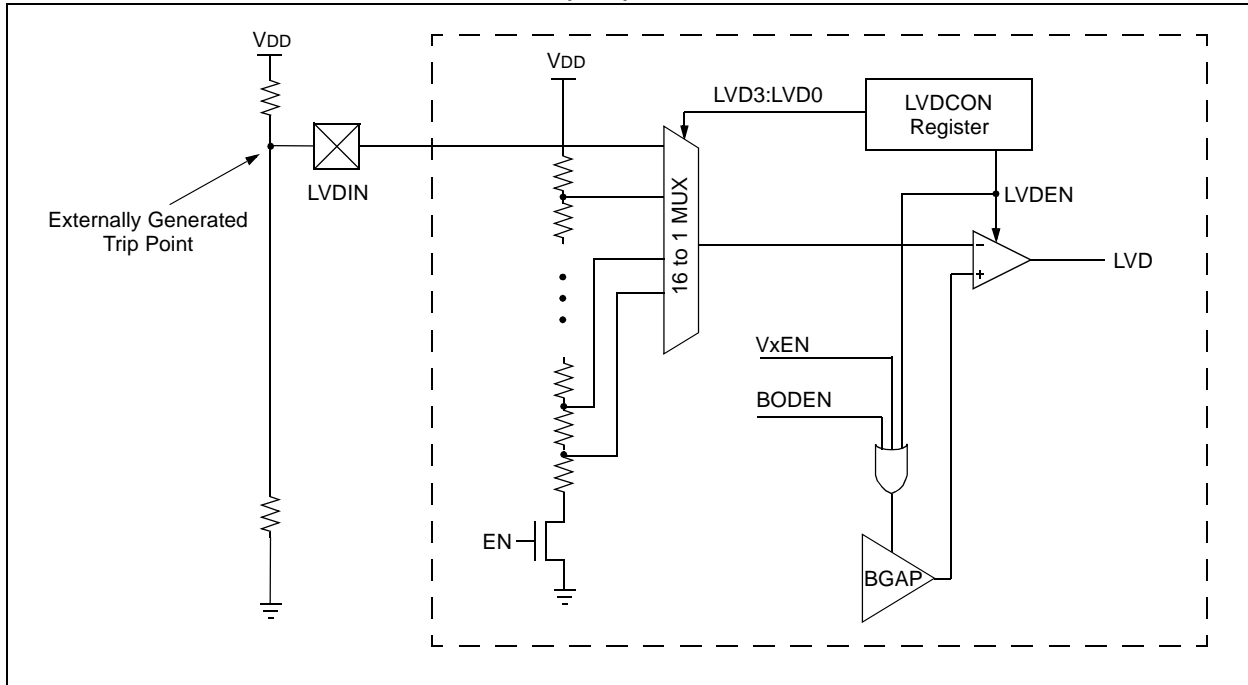 VDD
VDD
LVD3:LVD0
LVDCON
Register
LVDIN
16 to 1 MUX
LVDEN
Externally Generated
Trip Point
–
+
LVD
VxEN
BODEN
EN
BGAP